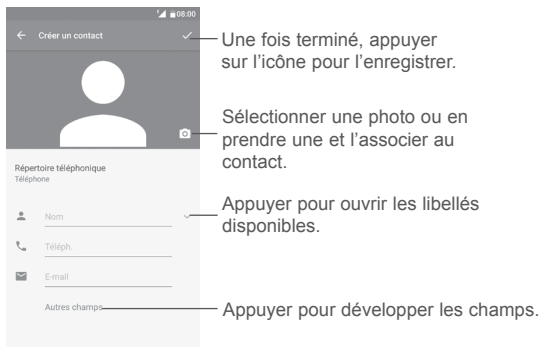 08:00
Créer un contact
Une fois terminé, appuyer
sur l'icône pour l'enregistrer.
Sélectionner une photo ou en
prendre une et l'associer au
contact.
Répertoire téléphonique
Téléphone
Appuyer pour ouvrir les libellés
disponibles.
Nom
Téléph.
E-mail
Autres champs
Appuyer pour développer les champs.